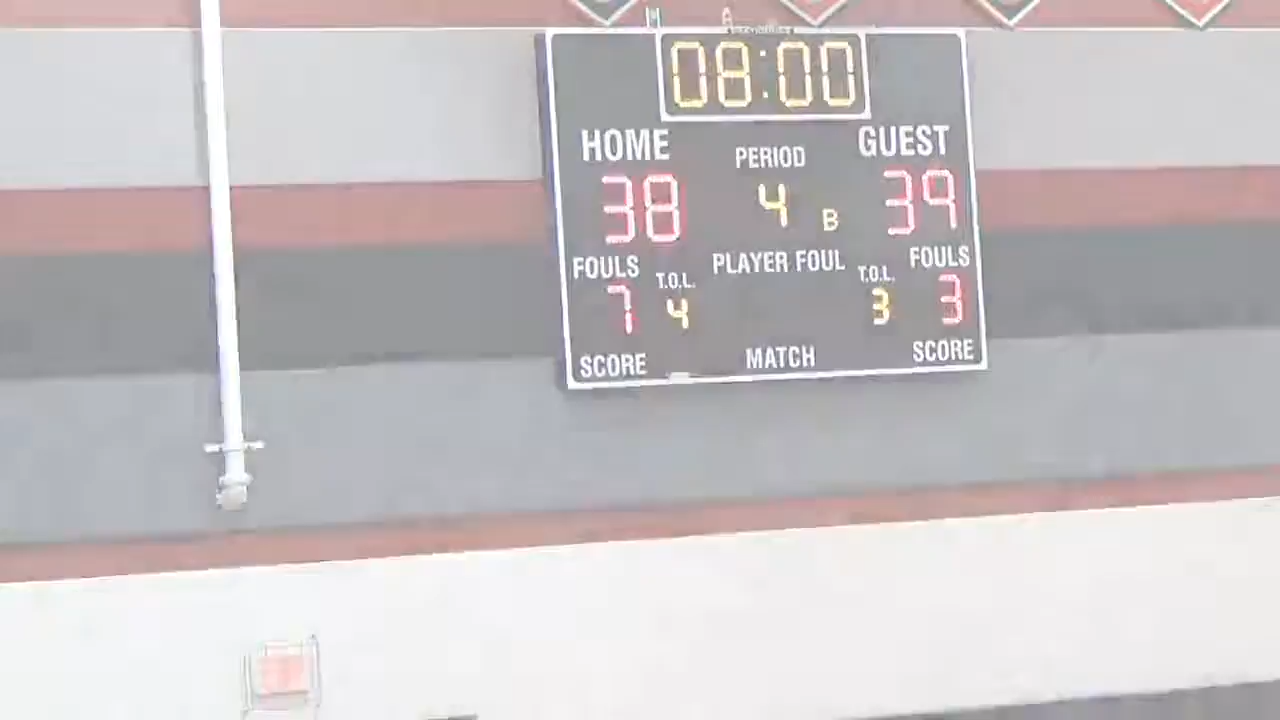 08:00
HOME PERIOD GUEST
38 4 B 39
FOULS T.O.L. PLAYER FOUL T.O.L. FOULS
7 4 3 3
SCORE MATCH SCORE